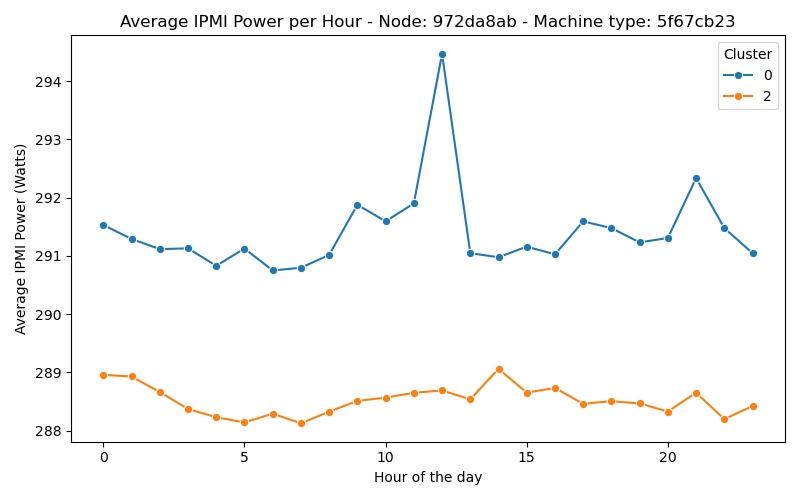 Average IPMI Power per Hour - Node: 972da8ab - Machine type: 5f67cb23
Cluster
0
2
294
293
292
291
290
289
288
Average IPMI Power (Watts)
0 5 10 15 20
Hour of the day